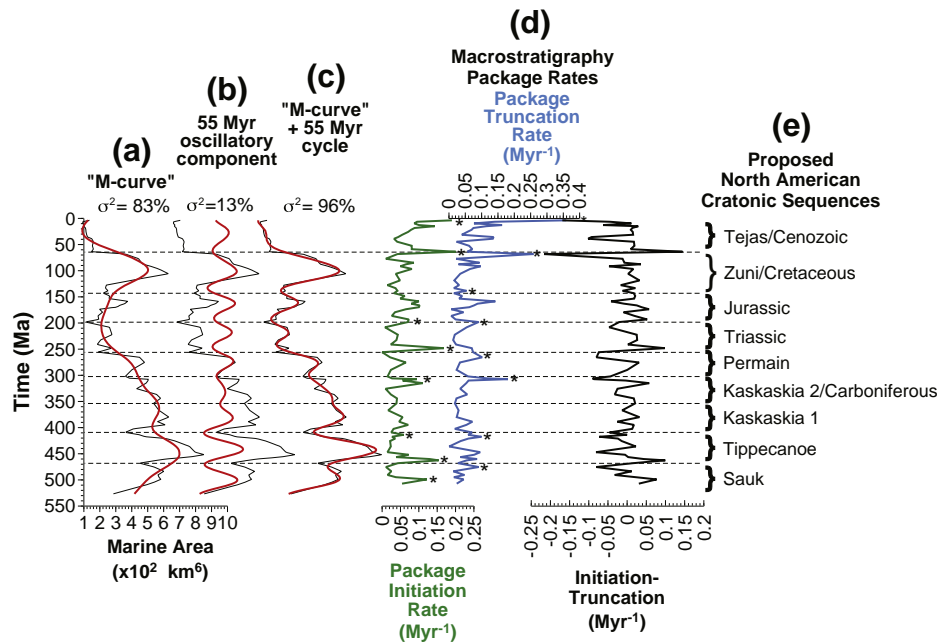 (a)
"M-curve"
σ²= 83%
(b)
55 Myr
oscillatory
component
σ²=13%
(c)
"M-curve"
+ 55 Myr
cycle
σ²= 96%
(d)
Macrostratigraphy
Package Rates
Package
Truncation
Rate
(Myr⁻¹)
0 0.05 0.1 0.15 0.2 0.25 0.3 0.35 0.4
(e)
Proposed
North American
Cratonic Sequences
Time (Ma)
0
50
100
150
200
250
300
350
400
450
500
550
Tejas/Cenozoic
Zuni/Cretaceous
Jurassic
Triassic
Permain
Kaskaskia 2/Carboniferous
Kaskaskia 1
Tippecanoe
Sauk
* * * * * * * * * * * * * *
1 2 3 4 5 6 7 8 9 10
Marine Area
(x10² km⁶)
0 0.05 0.1 0.15 0.2 0.25
Package
Initiation
Rate
(Myr⁻¹)
-0.25 -0.2 -0.15 -0.1 -0.05 0 0.05 0.1 0.15 0.2
Initiation-
Truncation
(Myr⁻¹)